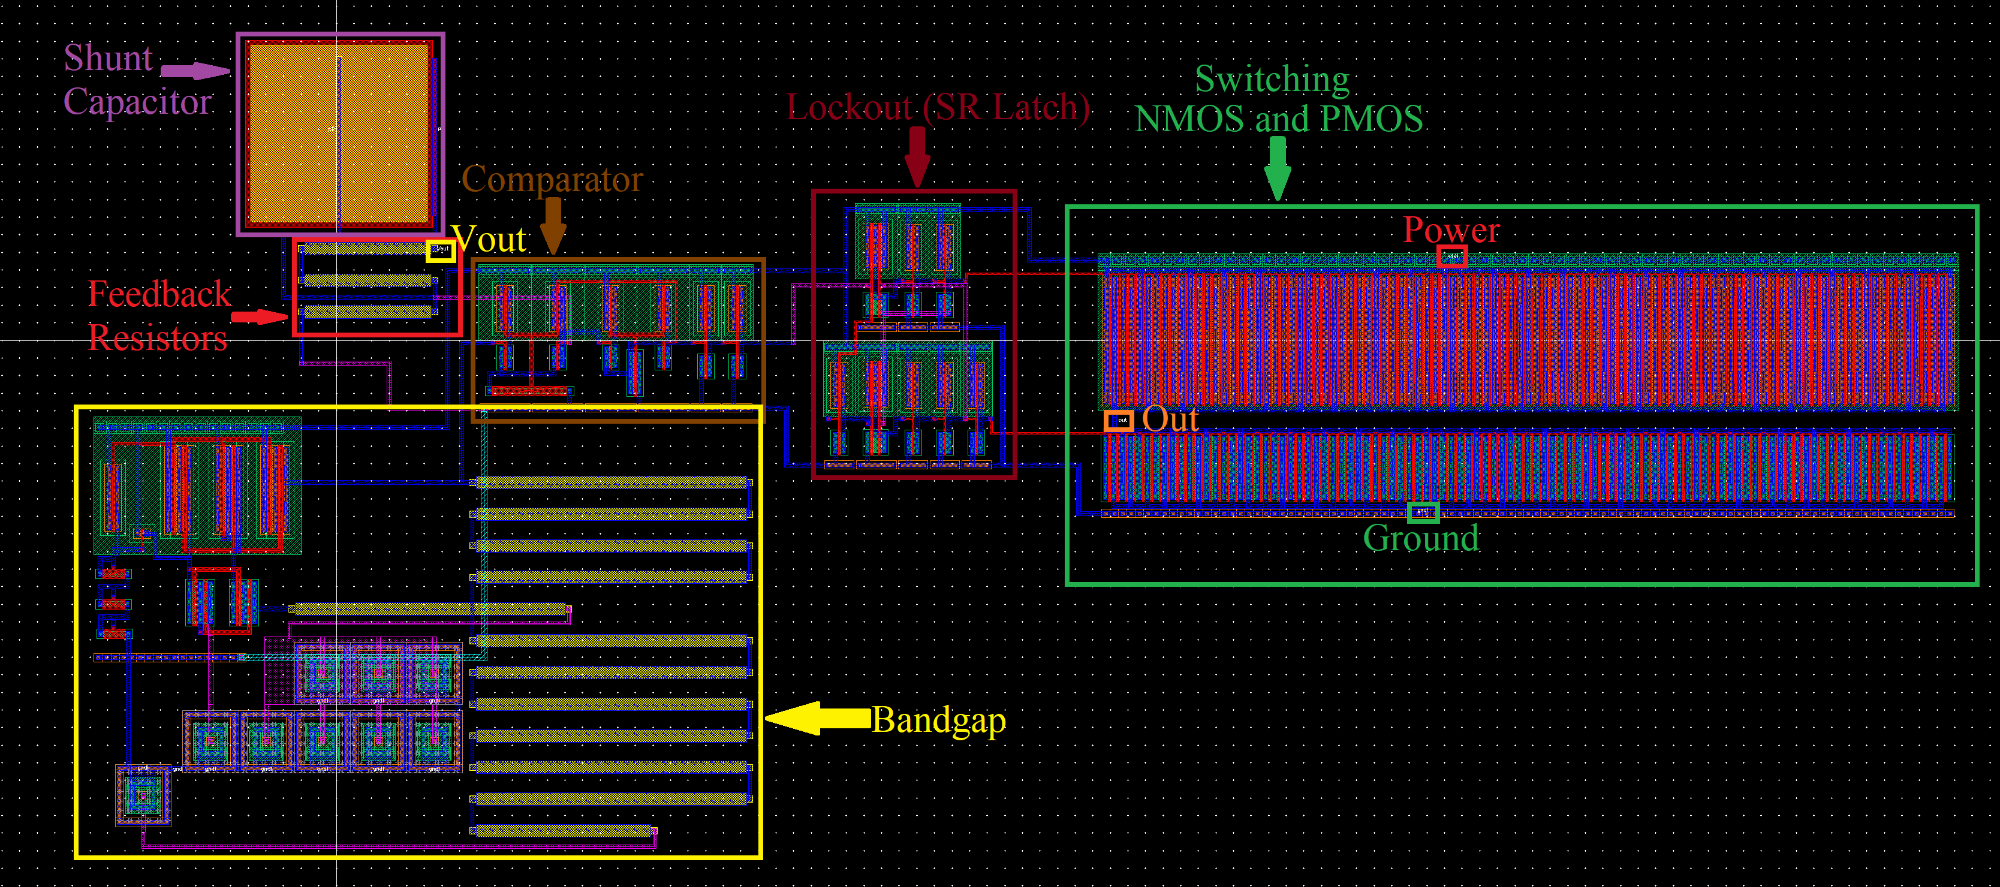 Shunt
Capacitor
Switching
NMOS and PMOS
Lockout (SR Latch)
Comparator
Vout
Power
Feedback
Resistors
Out
Ground
Bandgap